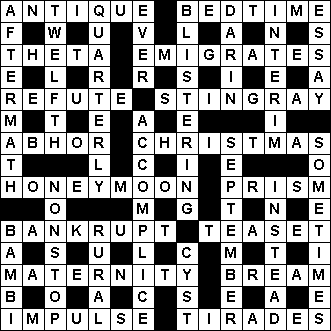 ANTIQUE BEDTIME
F W U V L A N S
THETA EMIGRATES
E L R R S I E A
REFUTE STINGRAY
M T E A E I
ABHOR CHRISTMAS
T L C I E O
HONEYMOON PRISM
O M G T N E
BANKRUPT TEASET
A S U L C M T I
MATERNITY BREAM
B O A C S E A E
IMPULSE TIRADES